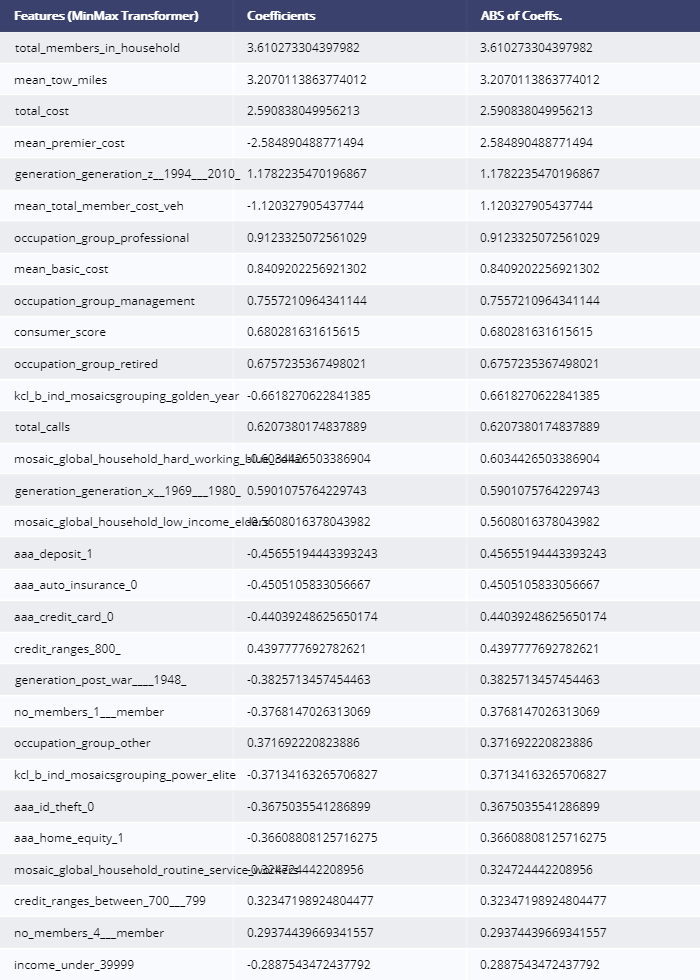 Features (MinMax Transformer) Coefficients ABS of Coeffs.
total_members_in_household 3.610273304397982 3.610273304397982
mean_tow_miles 3.2070113863774012 3.2070113863774012
total_cost 2.590838049956213 2.590838049956213
mean_premier_cost -2.584890488771494 2.584890488771494
generation_generation_z__1994___2010_ 1.1782235470196867 1.1782235470196867
mean_total_member_cost_veh -1.120327905437744 1.120327905437744
occupation_group_professional 0.9123325072561029 0.9123325072561029
mean_basic_cost 0.8409202256921302 0.8409202256921302
occupation_group_management 0.7557210964341144 0.7557210964341144
consumer_score 0.680281631615615 0.680281631615615
occupation_group_retired 0.6757235367498021 0.6757235367498021
kcl_b_ind_mosaicsgrouping_golden_year -0.6618270622841385 0.6618270622841385
total_calls 0.6207380174837889 0.6207380174837889
mosaic_global_household_hard_working_blue_collar -0.6034426503386904 0.6034426503386904
generation_generation_x__1969___1980_ 0.5901075764229743 0.5901075764229743
mosaic_global_household_low_income_elders -0.5608016378043982 0.5608016378043982
aaa_deposit_1 -0.45655194443393243 0.45655194443393243
aaa_auto_insurance_0 -0.4505105833056667 0.4505105833056667
aaa_credit_card_0 -0.44039248625650174 0.44039248625650174
credit_ranges_800_ 0.4397777692782621 0.4397777692782621
generation_post_war____1948_ -0.3825713457454463 0.3825713457454463
no_members_1___member -0.3768147026313069 0.3768147026313069
occupation_group_other 0.371692220823886 0.371692220823886
kcl_b_ind_mosaicsgrouping_power_elite -0.37134163265706827 0.37134163265706827
aaa_id_theft_0 -0.3675035541286899 0.3675035541286899
aaa_home_equity_1 -0.36608808125716275 0.36608808125716275
mosaic_global_household_routine_service_workers -0.324724442208956 0.324724442208956
credit_ranges_between_700___799 0.32347198924804477 0.32347198924804477
no_members_4___member 0.29374439669341557 0.29374439669341557
income_under_39999 -0.2887543472437792 0.2887543472437792